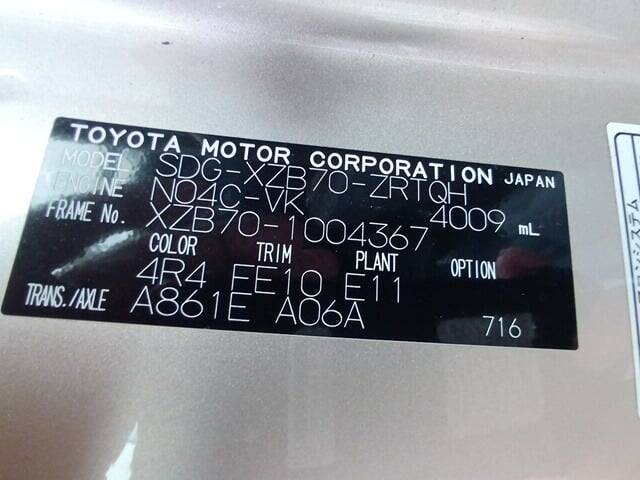 TOYOTA MOTOR CORPORATION JAPAN
MODEL SDG-XZB70-ZRTQH
ENGINE N04C-VK 4009 mL
FRAME No. XZB70-1004367
COLOR TRIM PLANT OPTION
4R4 FE10 E11
TRANS./AXLE A861E A06A
716